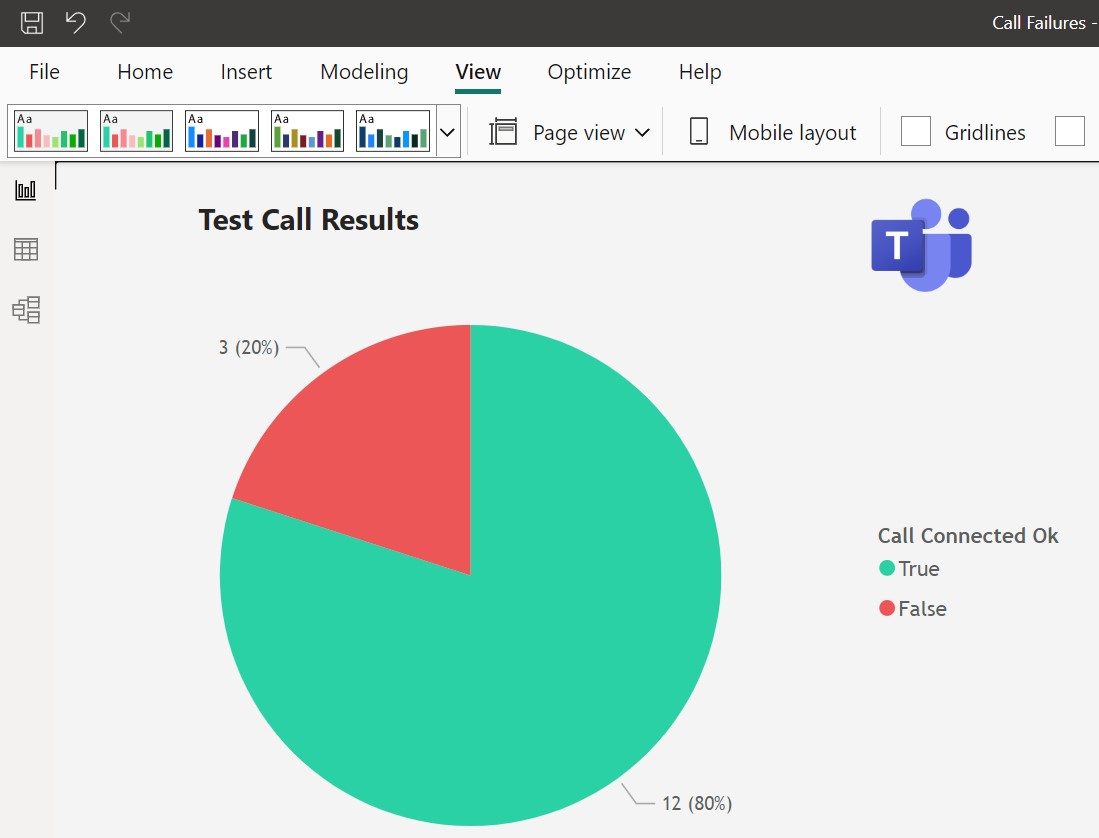 Call Failures -
File Home Insert Modeling View Optimize Help
Aa Aa Aa Aa Aa Page view Mobile layout Gridlines
Test Call Results
T
3 (20%)
Call Connected Ok
True
False
12 (80%)